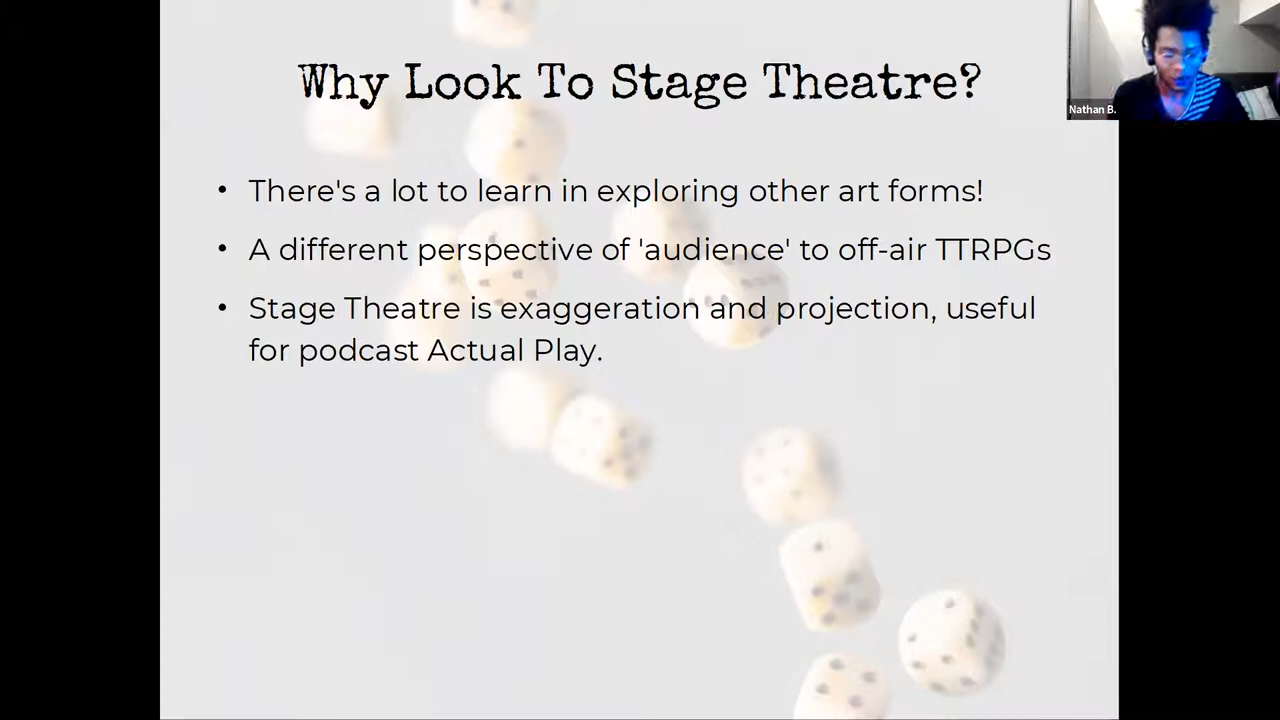 Why Look To Stage Theatre?
Nathan B.
• There's a lot to learn in exploring other art forms!
• A different perspective of 'audience' to off-air TTRPGs
• Stage Theatre is exaggeration and projection, useful
for podcast Actual Play.